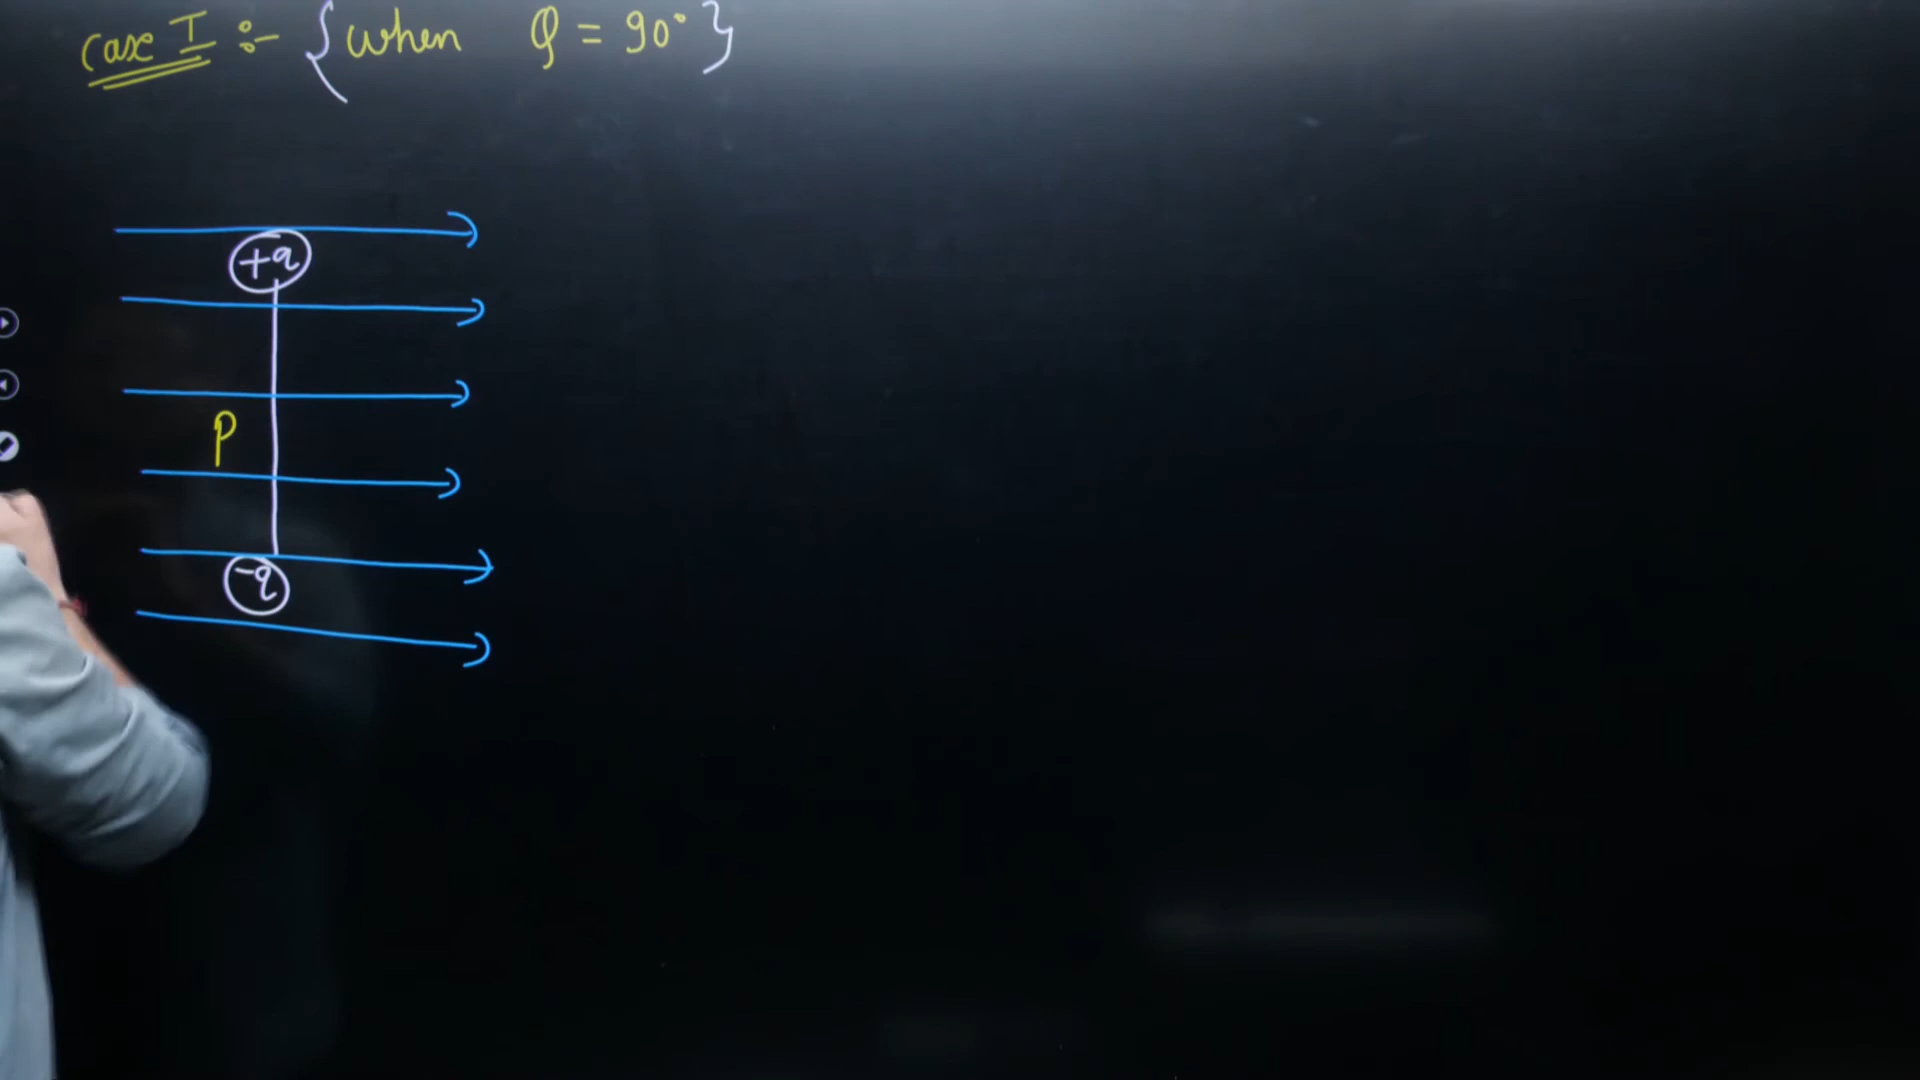 Case I :- {when φ = 90°}
+q
P
-q